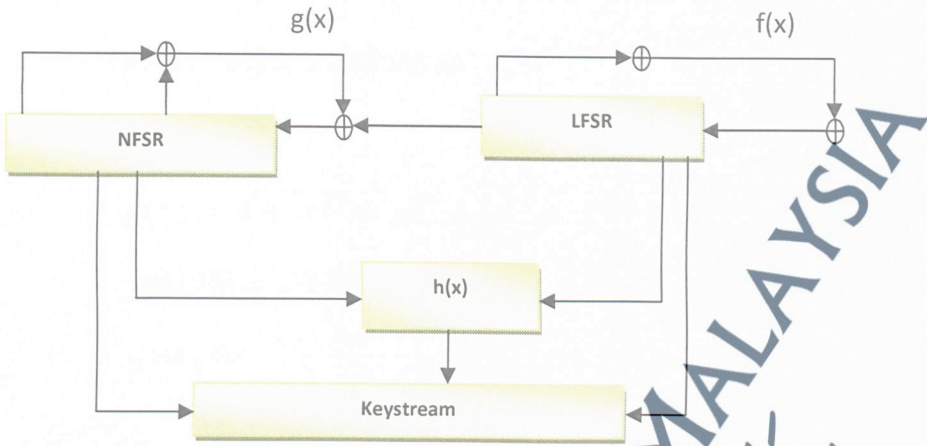 g(x)
f(x)
NFSR
LFSR
h(x)
Keystream
MALAYSIA